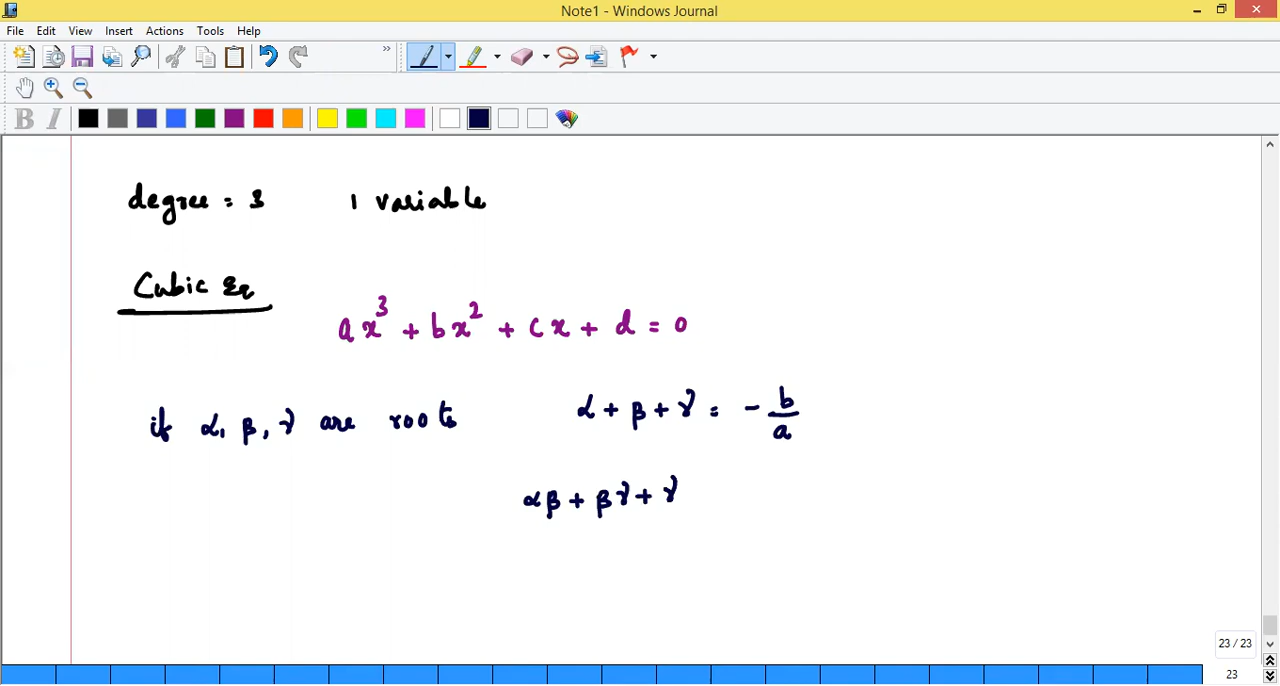 Note1 - Windows Journal
File Edit View Insert Actions Tools Help
B I
degree = 3 1 variable
Cubic Eq
ax³ + bx² + cx + d = 0
if α, β, γ are roots α + β + γ = - b/a
αβ + βγ + γ
23 / 23
23